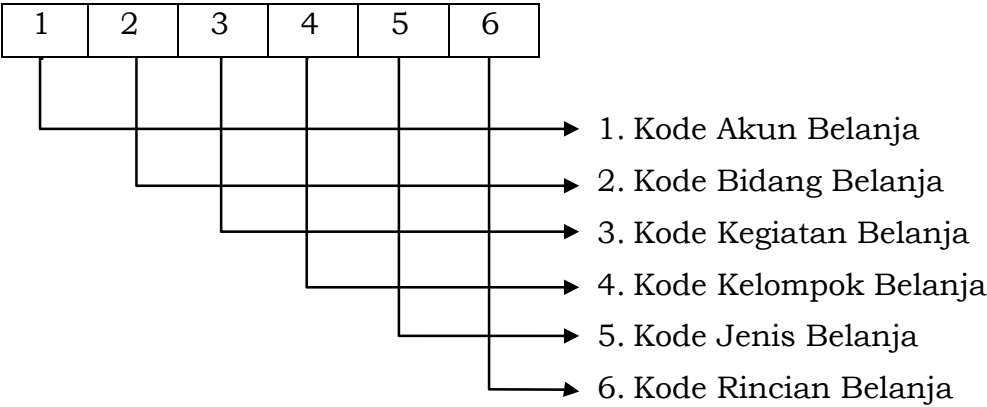 1 2 3 4 5 6
1. Kode Akun Belanja
2. Kode Bidang Belanja
3. Kode Kegiatan Belanja
4. Kode Kelompok Belanja
5. Kode Jenis Belanja
6. Kode Rincian Belanja